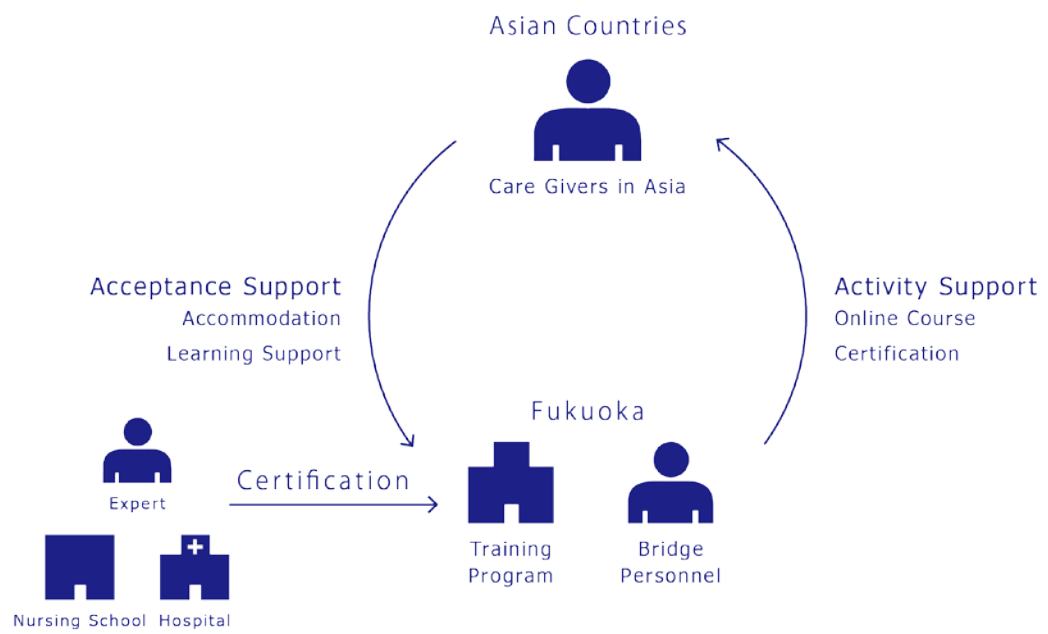 Asian Countries
Care Givers in Asia
Acceptance Support
Accommodation
Learning Support
Activity Support
Online Course
Certification
Fukuoka
Training
Program
Bridge
Personnel
Certification
Expert
Nursing School
Hospital